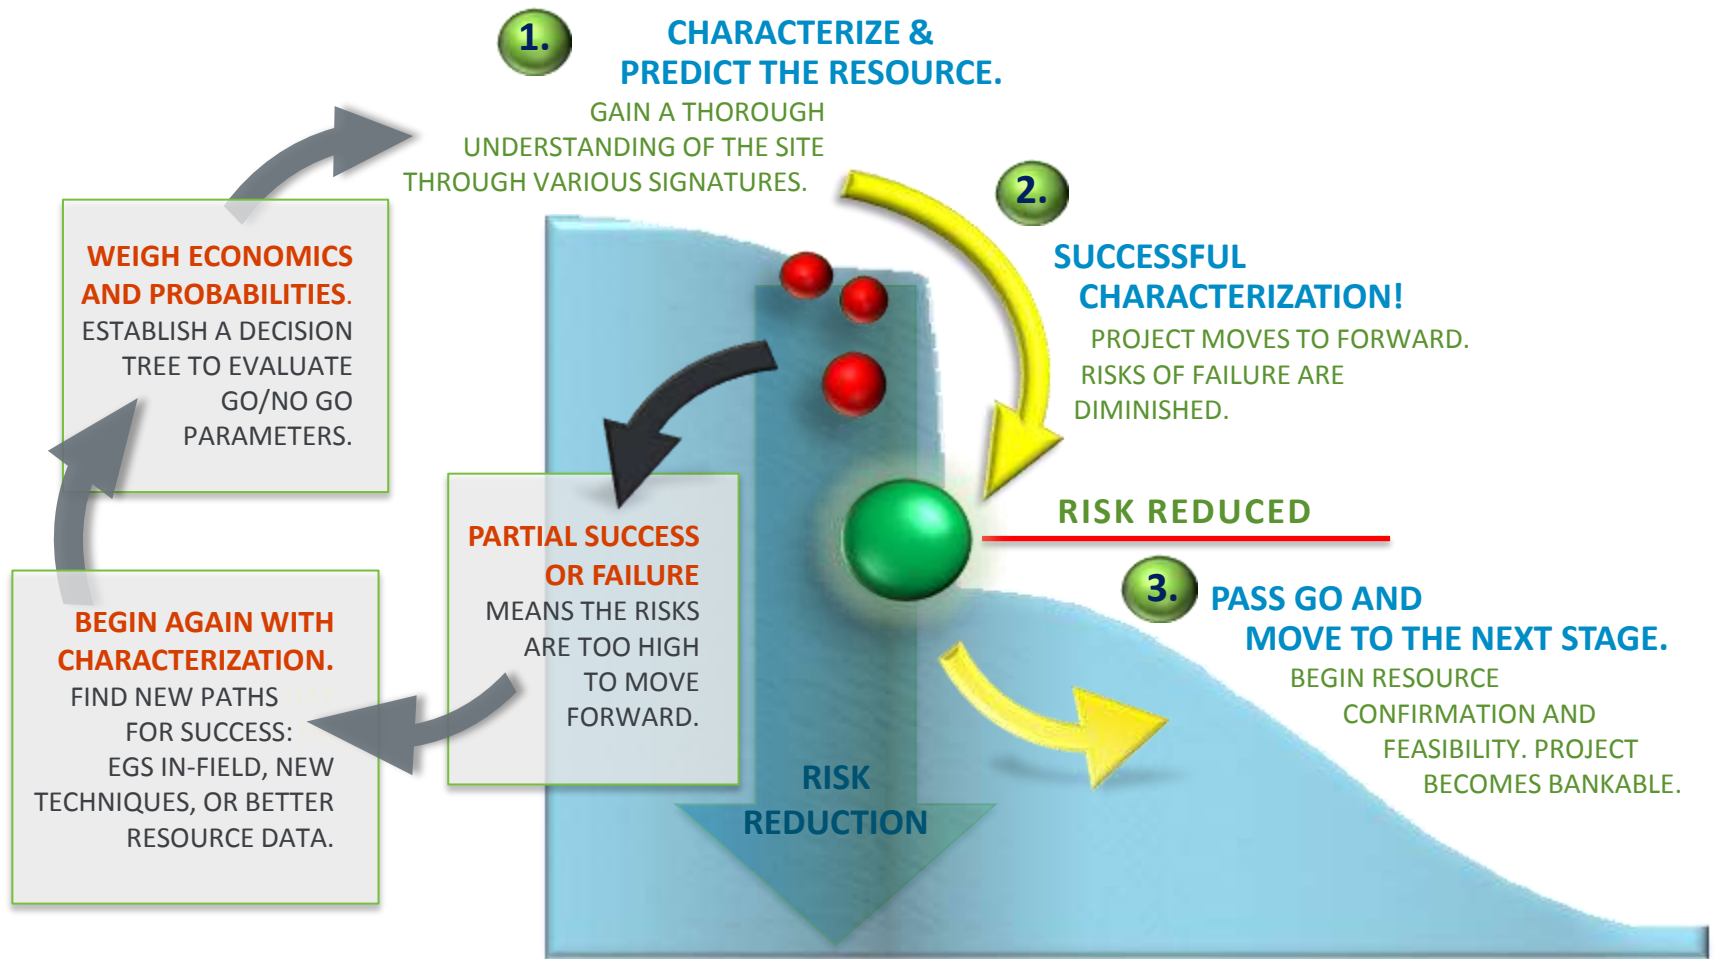 1.
CHARACTERIZE &
PREDICT THE RESOURCE.
GAIN A THOROUGH
UNDERSTANDING OF THE SITE
THROUGH VARIOUS SIGNATURES.
2.
SUCCESSFUL
CHARACTERIZATION!
PROJECT MOVES TO FORWARD.
RISKS OF FAILURE ARE
DIMINISHED.
RISK REDUCED
3.
PASS GO AND
MOVE TO THE NEXT STAGE.
BEGIN RESOURCE
CONFIRMATION AND
FEASIBILITY. PROJECT
BECOMES BANKABLE.
RISK
REDUCTION
PARTIAL SUCCESS
OR FAILURE
MEANS THE RISKS
ARE TOO HIGH
TO MOVE
FORWARD.
BEGIN AGAIN WITH
CHARACTERIZATION.
FIND NEW PATHS
FOR SUCCESS:
EGS IN-FIELD, NEW
TECHNIQUES, OR BETTER
RESOURCE DATA.
WEIGH ECONOMICS
AND PROBABILITIES.
ESTABLISH A DECISION
TREE TO EVALUATE
GO/NO GO
PARAMETERS.